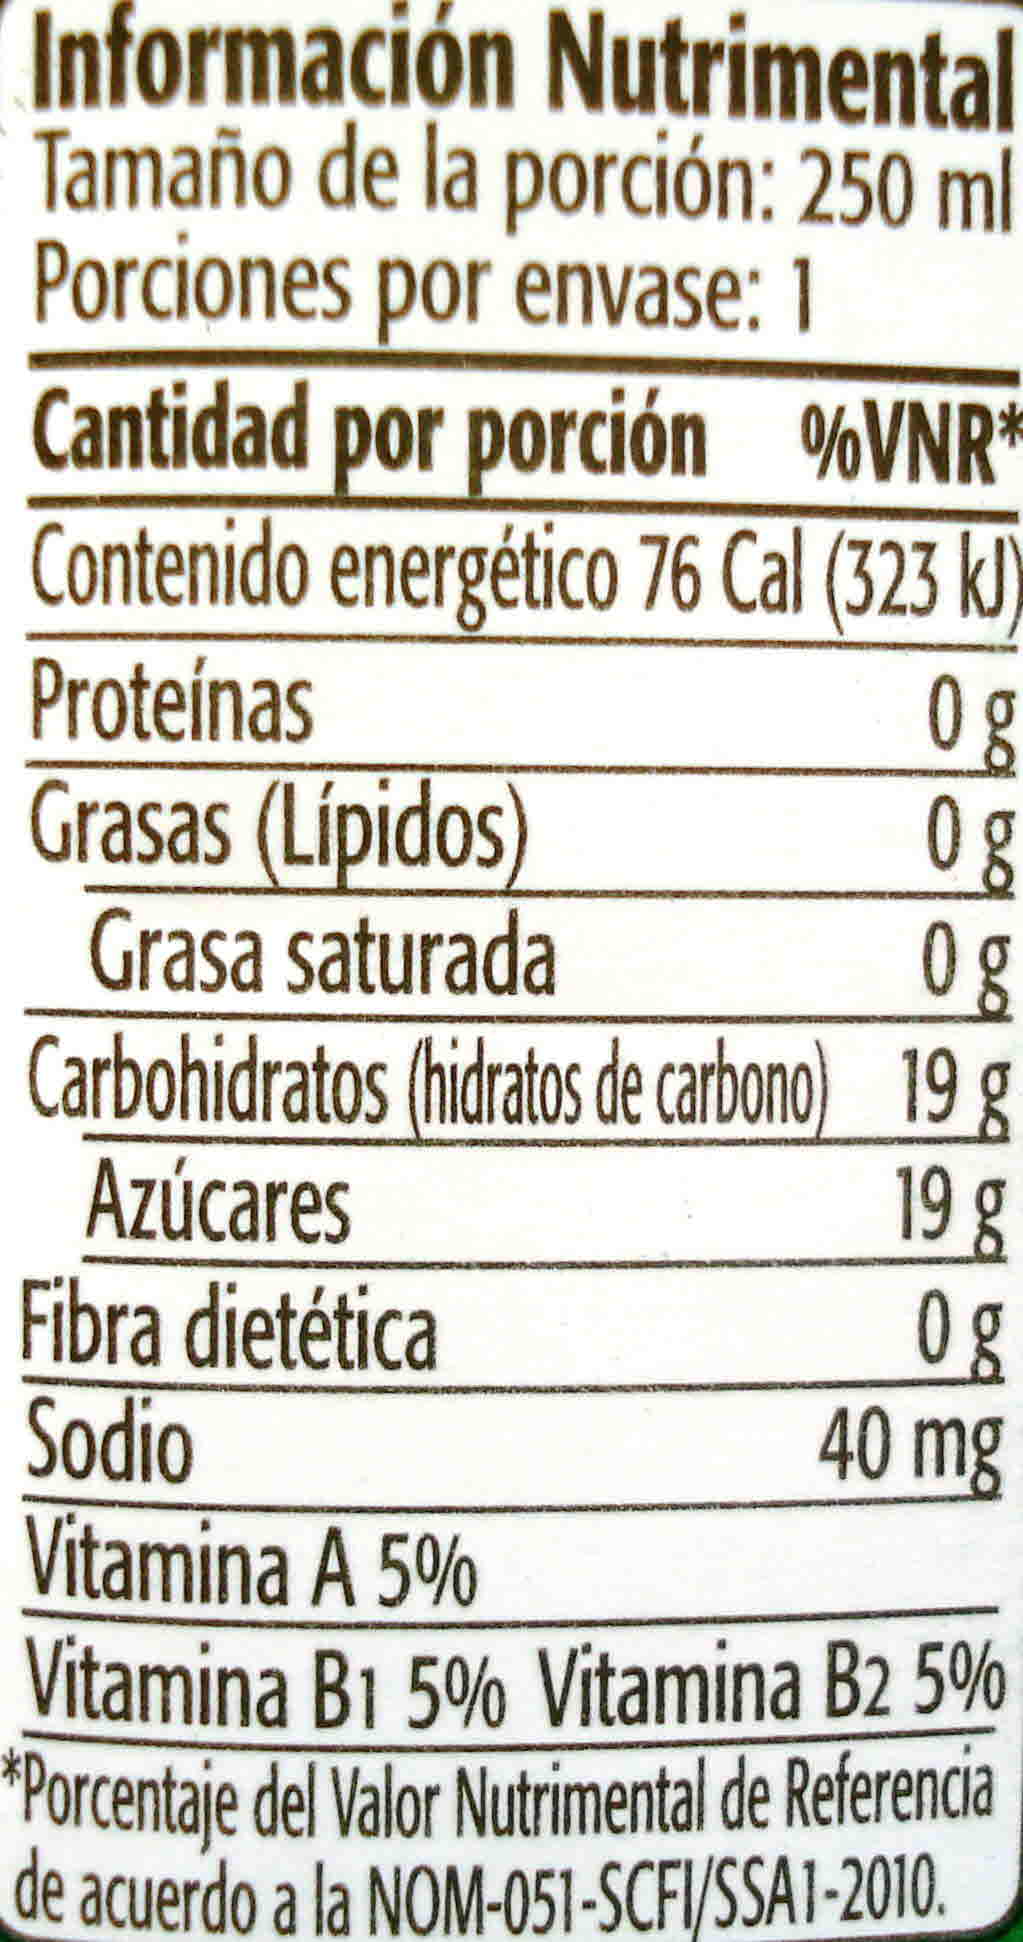 Información Nutrimental
Tamaño de la porción: 250 ml
Porciones por envase: 1
Cantidad por porción %VNR*
Contenido energético 76 Cal (323 kJ)
Proteínas 0 g
Grasas (Lípidos) 0 g
Grasa saturada 0 g
Carbohidratos (hidratos de carbono) 19 g
Azúcares 19 g
Fibra dietética 0 g
Sodio 40 mg
Vitamina A 5%
Vitamina B1 5% Vitamina B2 5%
*Porcentaje del Valor Nutrimental de Referencia
de acuerdo a la NOM-051-SCFI/SSA1-2010.